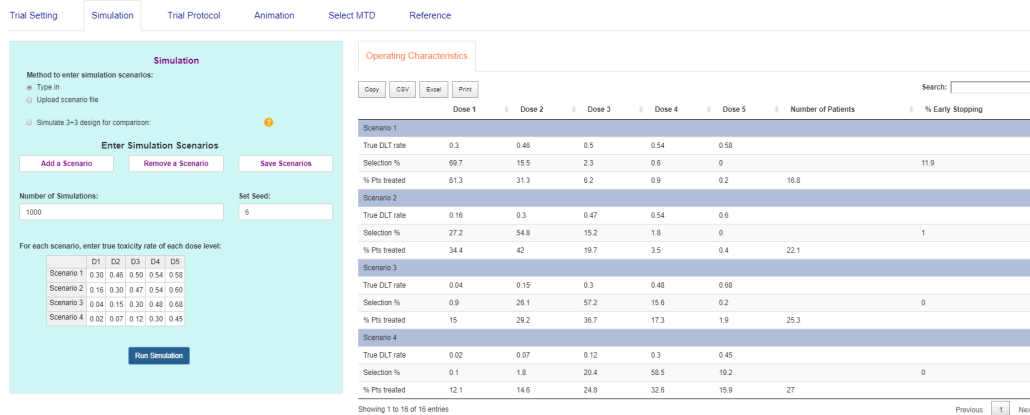 Trial Setting Simulation Trial Protocol Animation Select MTD Reference
Simulation
Method to enter simulation scenarios:
Type in
Upload scenario file
Simulate 3+3 design for comparison: ?
Enter Simulation Scenarios
Add a Scenario Remove a Scenario Save Scenarios
Number of Simulations: Set Seed:
1000 6
For each scenario, enter true toxicity rate of each dose level:
D1 D2 D3 D4 D5
Scenario 1 0.30 0.46 0.50 0.54 0.58
Scenario 2 0.16 0.30 0.47 0.54 0.60
Scenario 3 0.04 0.15 0.30 0.48 0.68
Scenario 4 0.02 0.07 0.12 0.30 0.45
Run Simulation
Operating Characteristics
Copy CSV Excel Print Search:
Dose 1 Dose 2 Dose 3 Dose 4 Dose 5 Number of Patients % Early Stopping
Scenario 1
True DLT rate 0.3 0.46 0.5 0.54 0.58
Selection % 69.7 15.5 2.3 0.6 0 11.9
% Pts treated 61.3 31.3 6.2 0.9 0.2 16.8
Scenario 2
True DLT rate 0.16 0.3 0.47 0.54 0.6
Selection % 27.2 54.8 15.2 1.8 0 1
% Pts treated 34.4 42 19.7 3.5 0.4 22.1
Scenario 3
True DLT rate 0.04 0.15 0.3 0.48 0.68
Selection % 0.9 26.1 57.2 15.6 0.2 0
% Pts treated 15 29.2 36.7 17.3 1.9 25.3
Scenario 4
True DLT rate 0.02 0.07 0.12 0.3 0.45
Selection % 0.1 1.8 20.4 58.5 19.2 0
% Pts treated 12.1 14.6 24.8 32.6 15.9 27
Showing 1 to 16 of 16 entries Previous 1 Nex